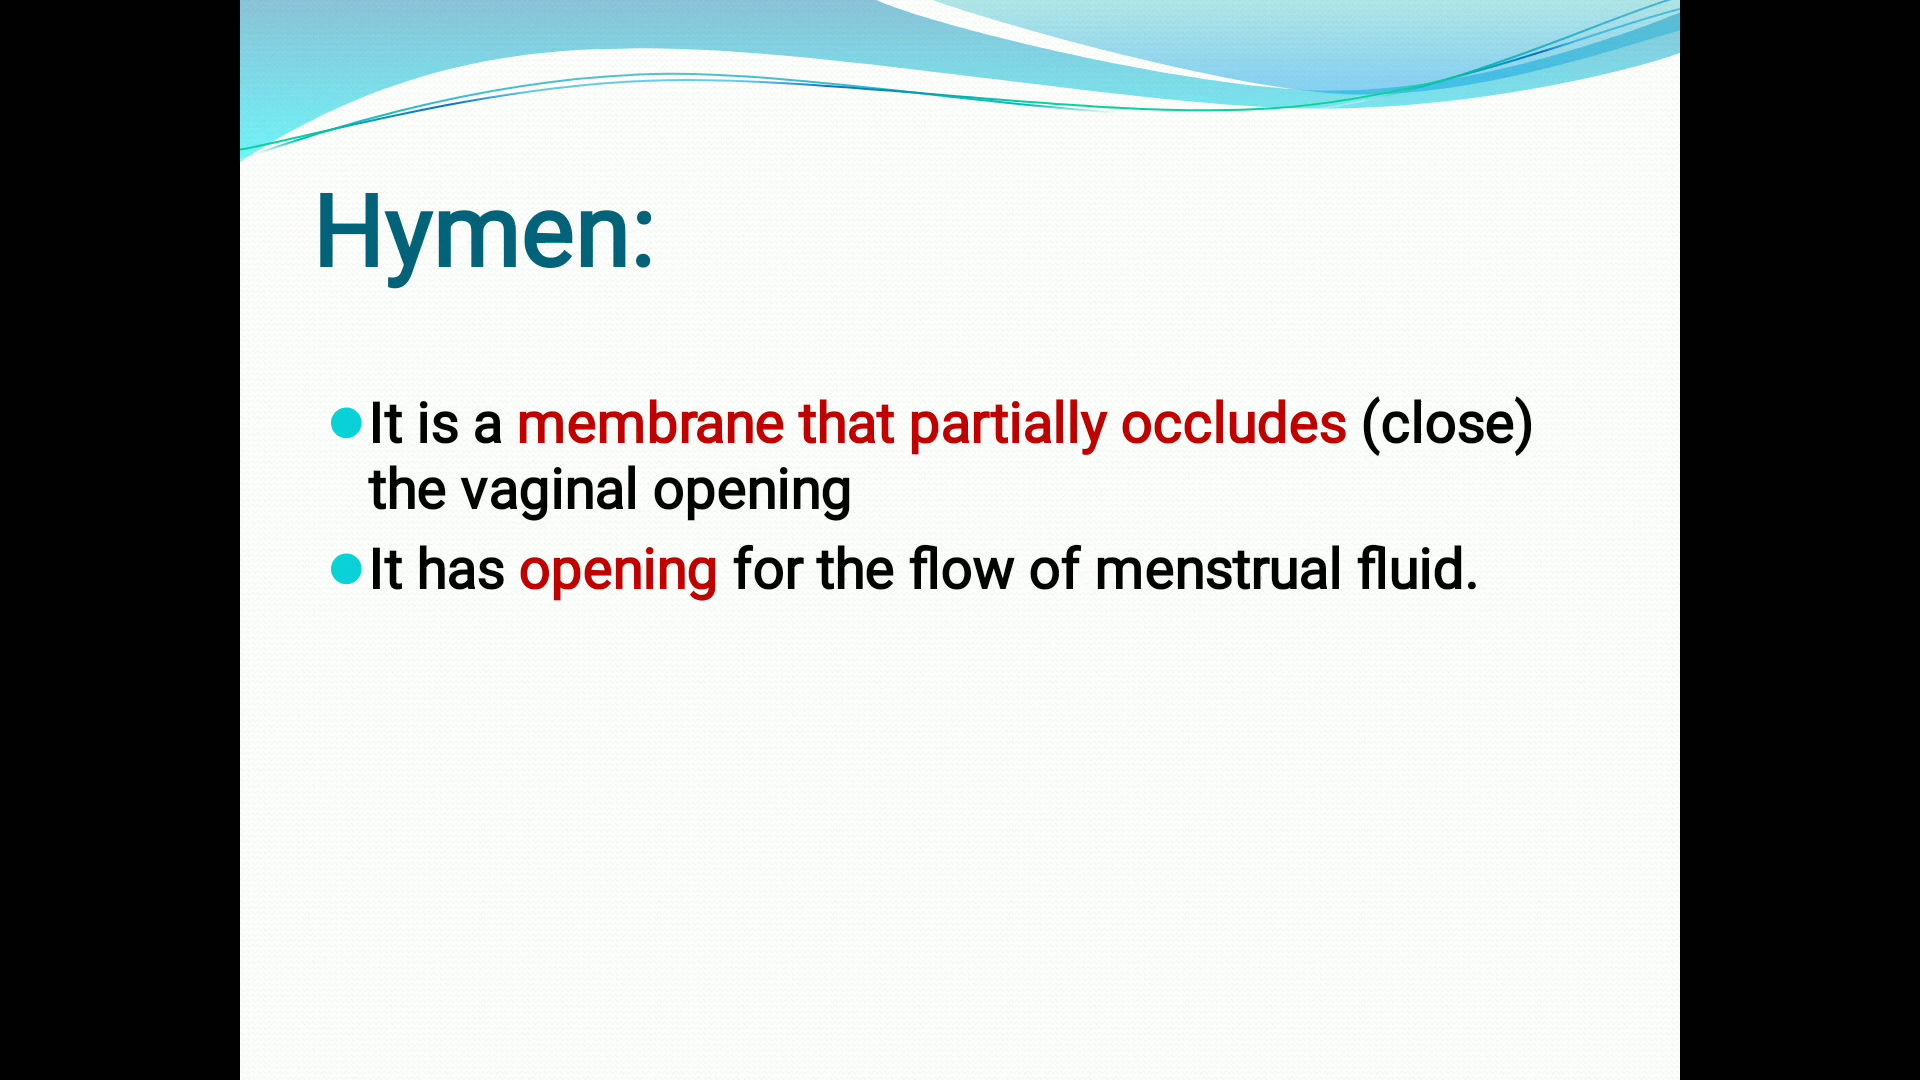 Hymen:
It is a membrane that partially occludes (close)
the vaginal opening
It has opening for the flow of menstrual fluid.